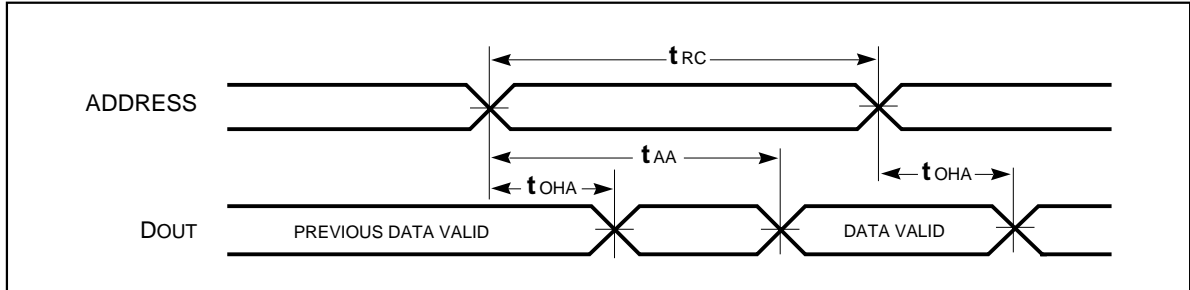 tRC
ADDRESS
tAA
tOHA
tOHA
DOUT
PREVIOUS DATA VALID
DATA VALID